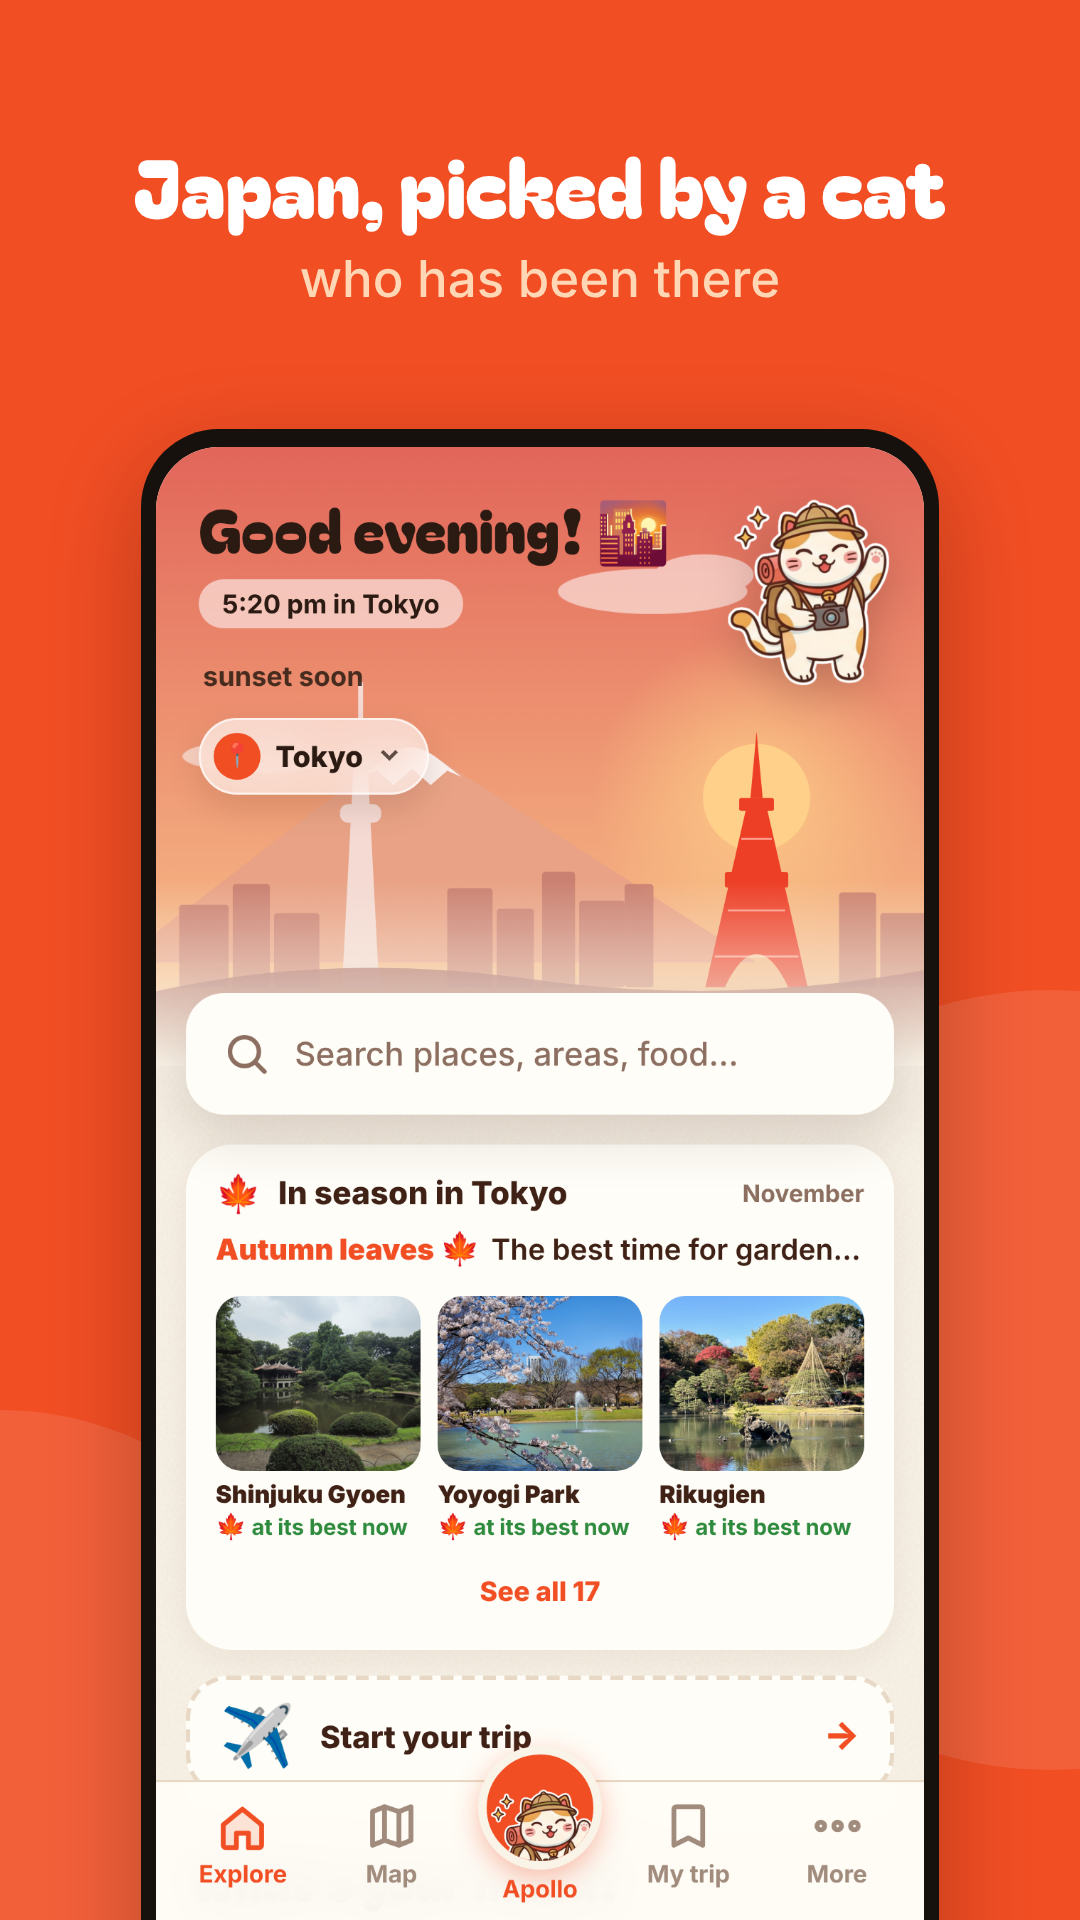 Japan, picked by a cat
who has been there
Good evening!
5:20 pm in Tokyo
sunset soon
Tokyo
Search places, areas, food...
In season in Tokyo
November
Autumn leaves 🍁 The best time for garden...
Shinjuku Gyoen
Yoyogi Park
Rikugien
🍁 at its best now
🍁 at its best now
🍁 at its best now
See all 17
Start your trip
Explore
Map
Apollo
My trip
More